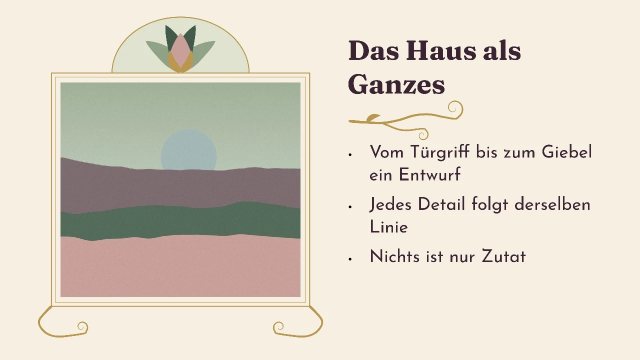 Das Haus als
Ganzes
• Vom Türgriff bis zum Giebel
ein Entwurf
• Jedes Detail folgt derselben
Linie
• Nichts ist nur Zutat